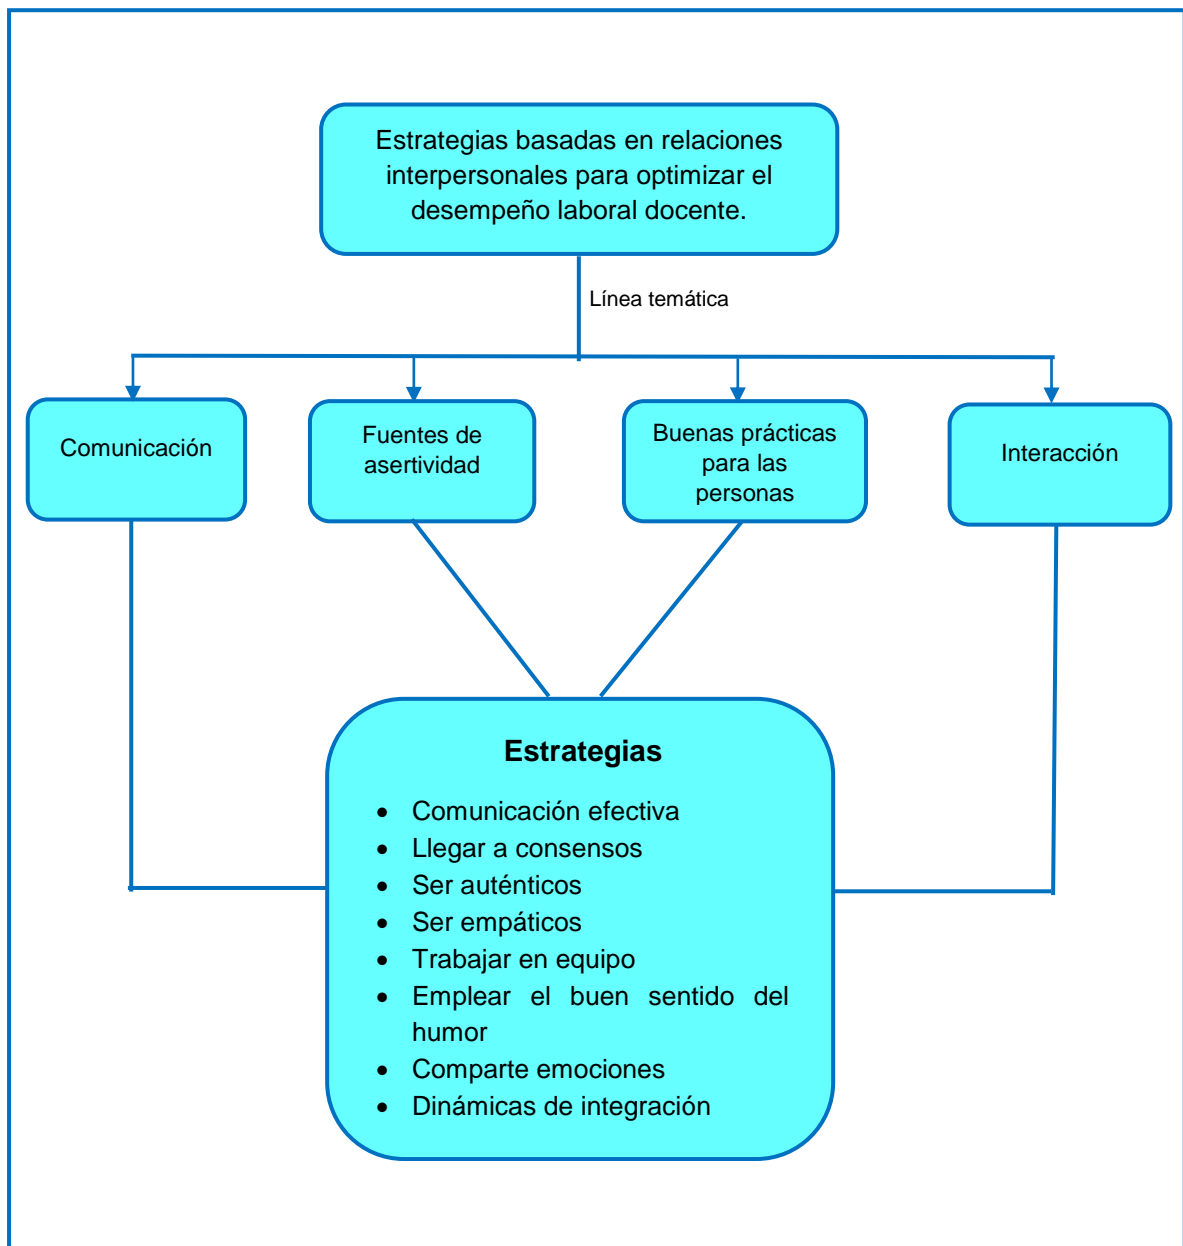 Estrategias basadas en relaciones
interpersonales para optimizar el
desempeño laboral docente.
Línea temática
Comunicación
Fuentes de
asertividad
Buenas prácticas
para las
personas
Interacción
Estrategias
• Comunicación efectiva
• Llegar a consensos
• Ser auténticos
• Ser empáticos
• Trabajar en equipo
• Emplear el buen sentido del
humor
• Comparte emociones
• Dinámicas de integración